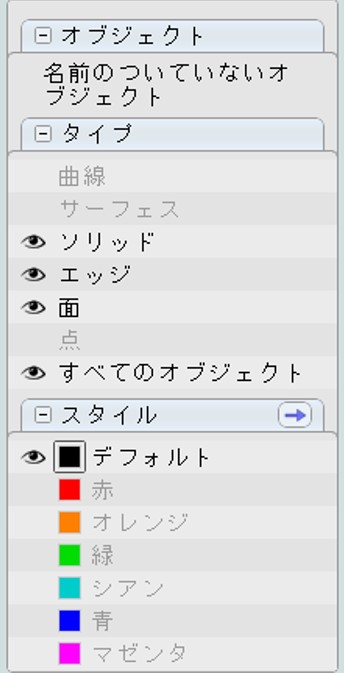 オブジェクト
名前のついていないオ
ブジェクト
タイプ
曲線
サーフェス
ソリッド
エッジ
面
点
すべてのオブジェクト
スタイル
デフォルト
赤
オレンジ
緑
シアン
青
マゼンタ